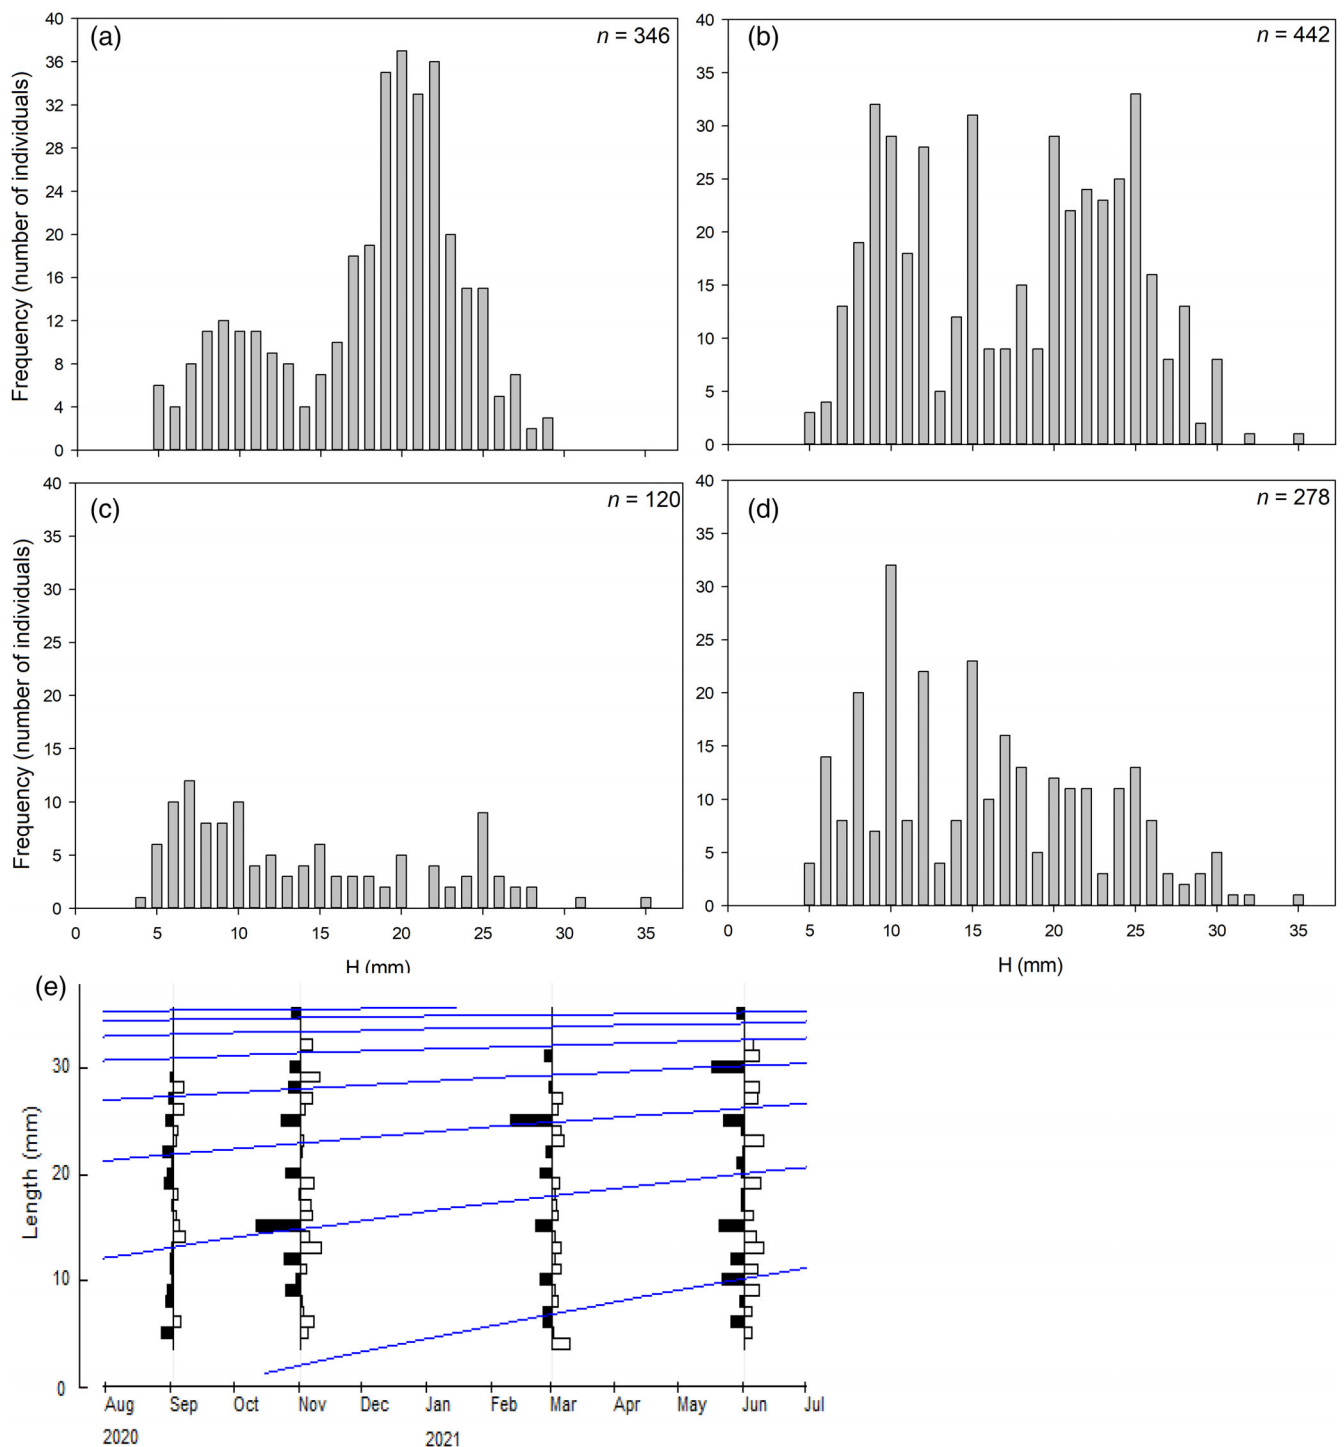 (a)
n = 346
Frequency (number of individuals)
40
36
32
28
24
20
16
12
8
4
0
(b)
n = 442
40
35
30
25
20
15
10
5
0
(c)
n = 120
Frequency (number of individuals)
40
35
30
25
20
15
10
5
0
0 5 10 15 20 25 30 35
H (mm)
(d)
n = 278
40
35
30
25
20
15
10
5
0
0 5 10 15 20 25 30 35
H (mm)
(e)
Length (mm)
30
20
10
0
Aug Sep Oct Nov Dec Jan Feb Mar Apr May Jun Jul
2020 2021